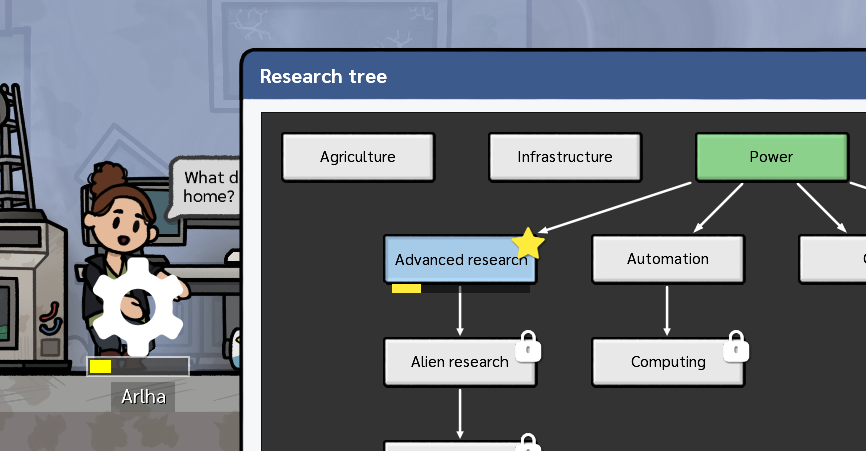 Research tree
Agriculture
Infrastructure
Power
What d
home?
Advanced research
Automation
Alien research
Computing
Arlha